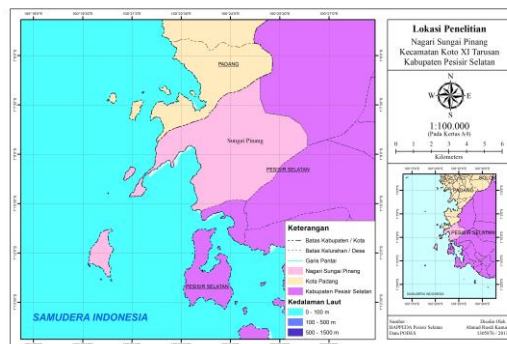 PADANG
Sungai Pinang
PESISIR SELATAN
PESISIR SELATAN
SAMUDERA INDONESIA
Keterangan
Batas Kabupaten / Kota
Batas Kelurahan / Desa
Garis Pantai
Nagari Sungai Pinang
Kota Padang
Kabupaten Pesisir Selatan
Kedalaman Laut
0 - 100 m
100 - 500 m
500 - 1500 m
Lokasi Penelitian
Nagari Sungai Pinang
Kecamatan Koto XI Tarusan
Kabupaten Pesisir Selatan
N
W E
S
1:100.000
(Pada Kertas A4)
0 1 2 3 4 5 6
Kilometers
PADANG
PESISIR SELATAN
SAMUDERA INDONESIA
Sumber :
BAPPEDA Pesisir Selatan